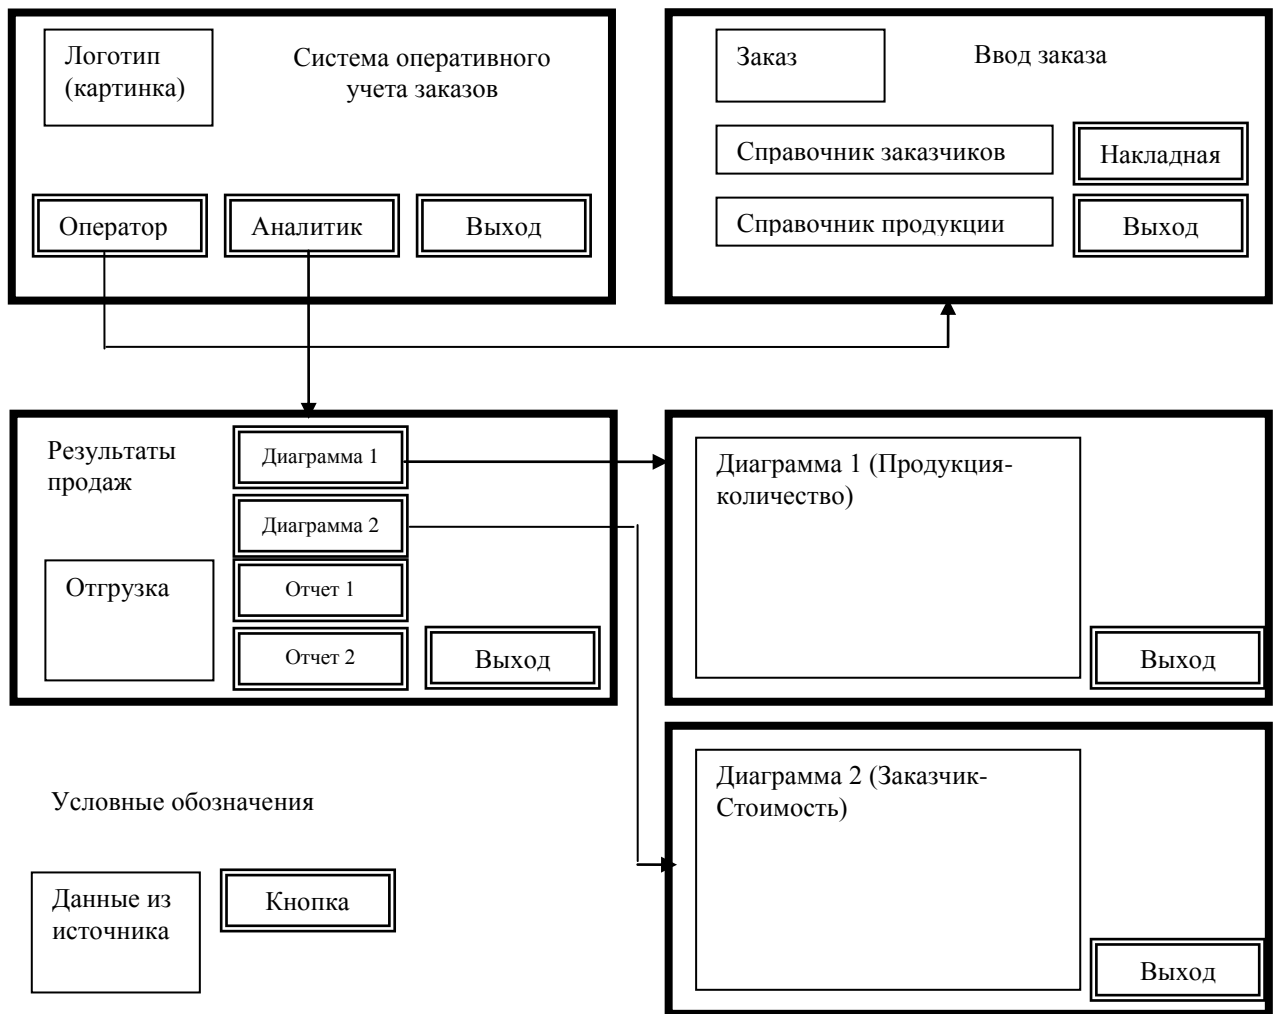 Логотип
(картинка)
Система оперативного
учета заказов
Оператор
Аналитик
Выход
Заказ
Ввод заказа
Справочник заказчиков
Накладная
Справочник продукции
Выход
Результаты
продаж
Диаграмма 1
Диаграмма 2
Отгрузка
Отчет 1
Отчет 2
Выход
Диаграмма 1 (Продукция-
количество)
Выход
Диаграмма 2 (Заказчик-
Стоимость)
Выход
Условные обозначения
Данные из
источника
Кнопка